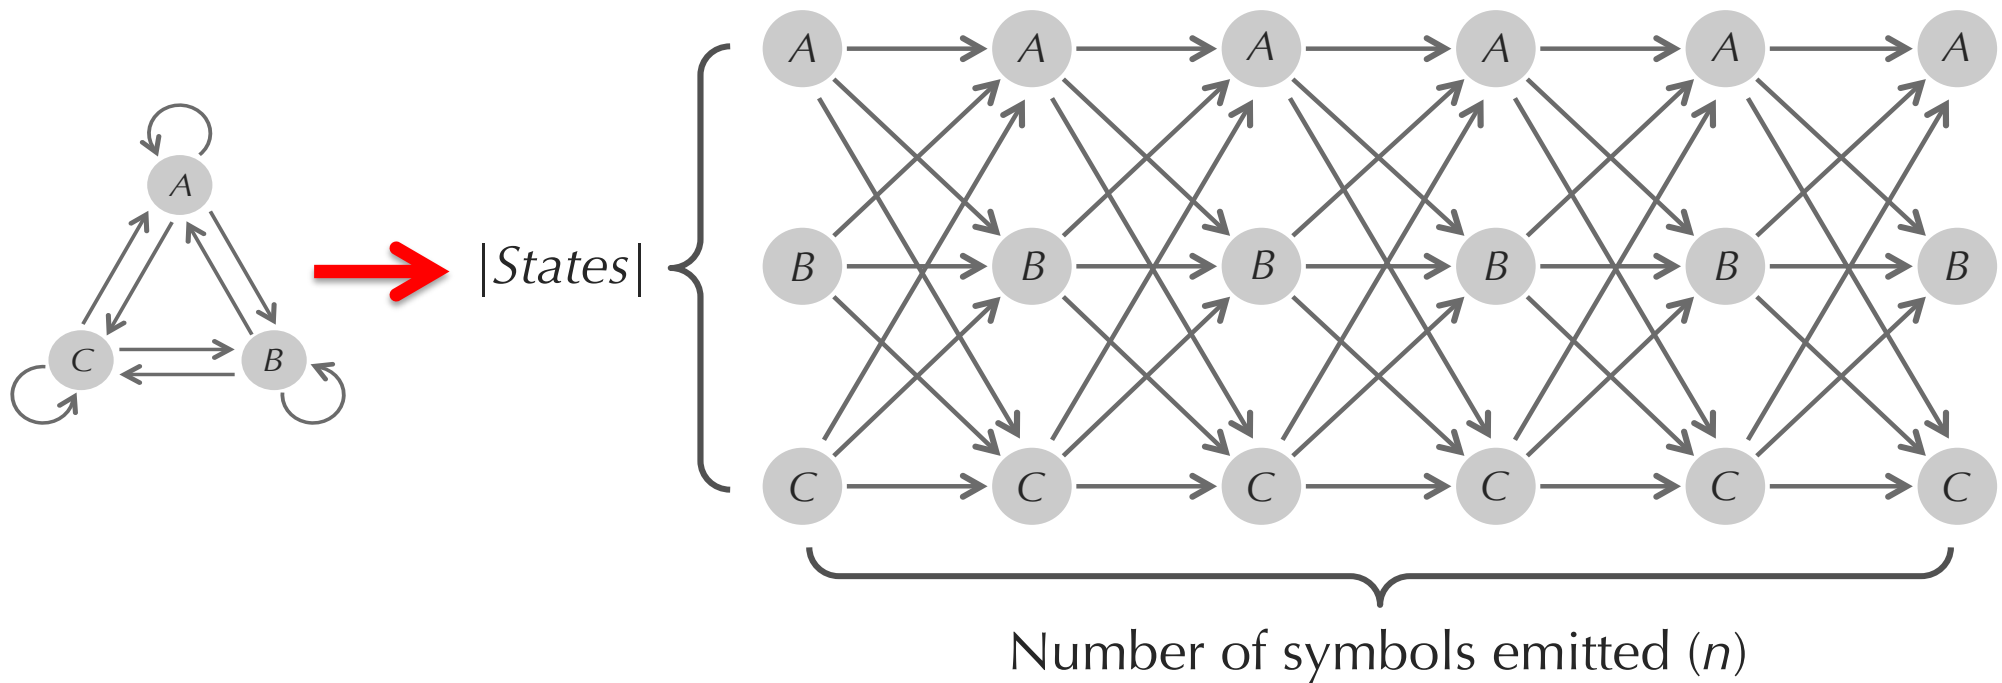 A
C B
|States|
A A A A A A
B B B B B B
C C C C C C
Number of symbols emitted (n)